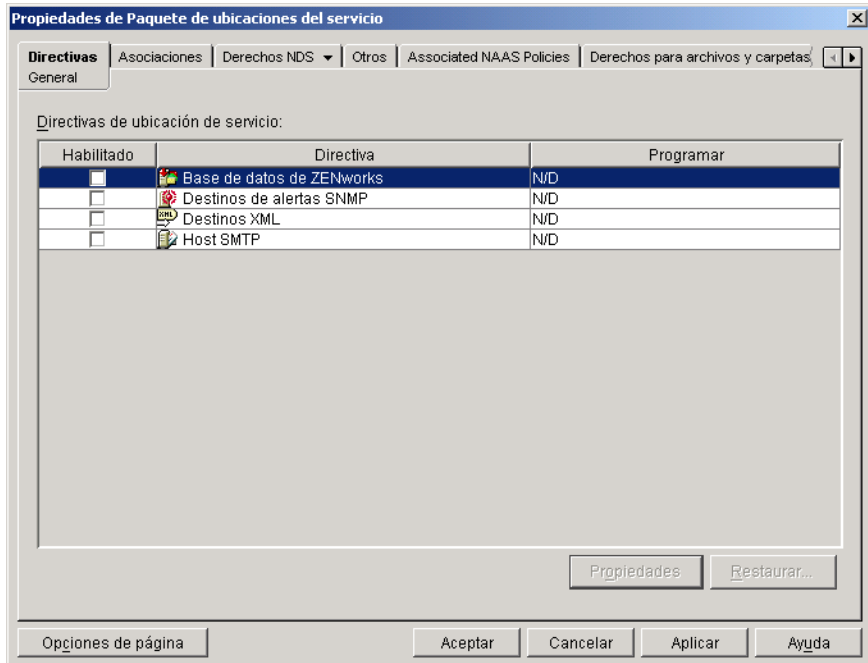 Propiedades de Paquete de ubicaciones del servicio
Directivas Asociaciones Derechos NDS Otros Associated NAAS Policies Derechos para archivos y carpetas
General
Directivas de ubicación de servicio:
Habilitado Directiva Programar
Base de datos de ZENworks N/D
Destinos de alertas SNMP N/D
XML Destinos XML N/D
Host SMTP N/D
Propiedades Restaurar...
Opciones de página Aceptar Cancelar Aplicar Ayuda